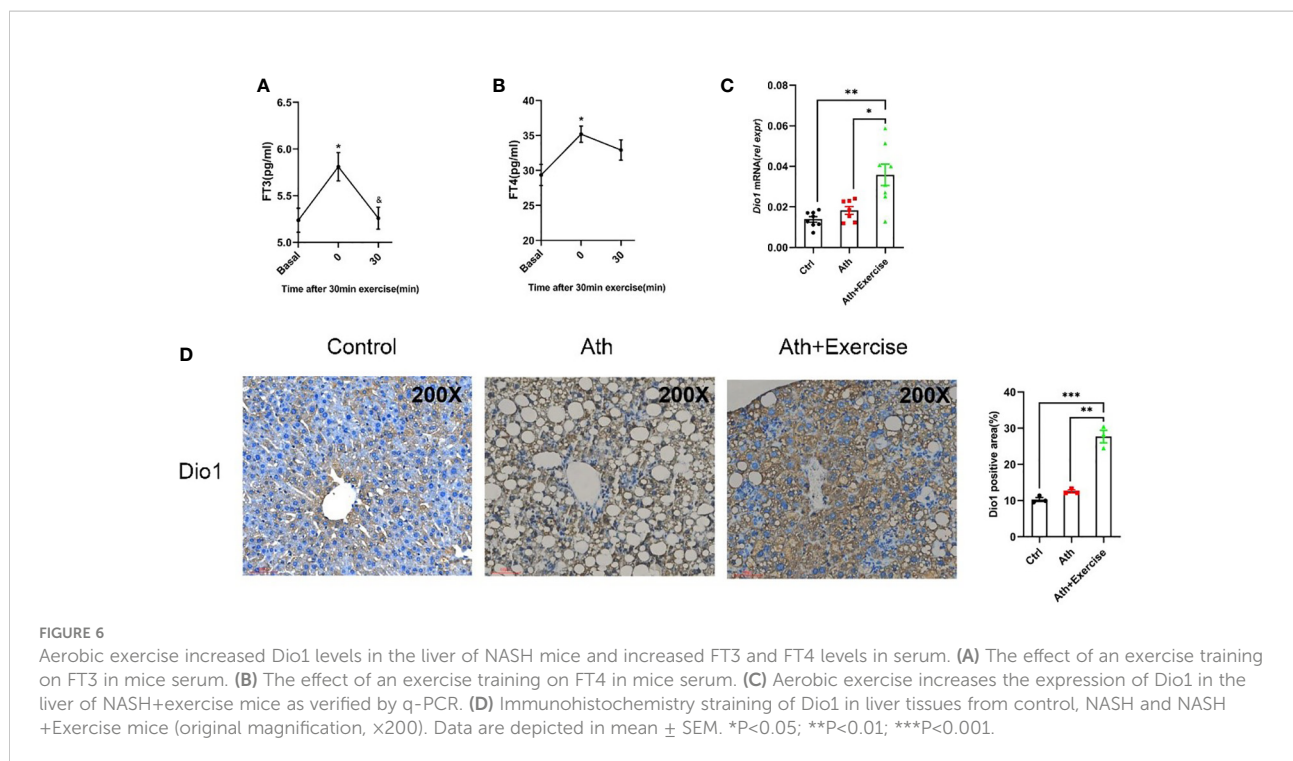 A
FT3(pg/ml)
6.5
6.0
5.5
5.0
*
&
Basal
0
30
Time after 30min exercise(min)
B
FT4(pg/ml)
40
35
30
25
20
*
Basal
0
30
Time after 30min exercise(min)
C
Dio1 mRNA(rel expr)
0.08
0.06
0.04
0.02
0.00
**
*
Ctrl
Ath
Ath+Exercise
D
Control
Ath
Ath+Exercise
Dio1
200X
200X
200X
Dio1 positive area(%)
40
30
20
10
0
***
**
Ctrl
Ath
Ath+Exercise
FIGURE 6
Aerobic exercise increased Dio1 levels in the liver of NASH mice and increased FT3 and FT4 levels in serum. (A) The effect of an exercise training
on FT3 in mice serum. (B) The effect of an exercise training on FT4 in mice serum. (C) Aerobic exercise increases the expression of Dio1 in the
liver of NASH+exercise mice as verified by q-PCR. (D) Immunohistochemistry straining of Dio1 in liver tissues from control, NASH and NASH
+Exercise mice (original magnification, ×200). Data are depicted in mean ± SEM. *P<0.05; **P<0.01; ***P<0.001.